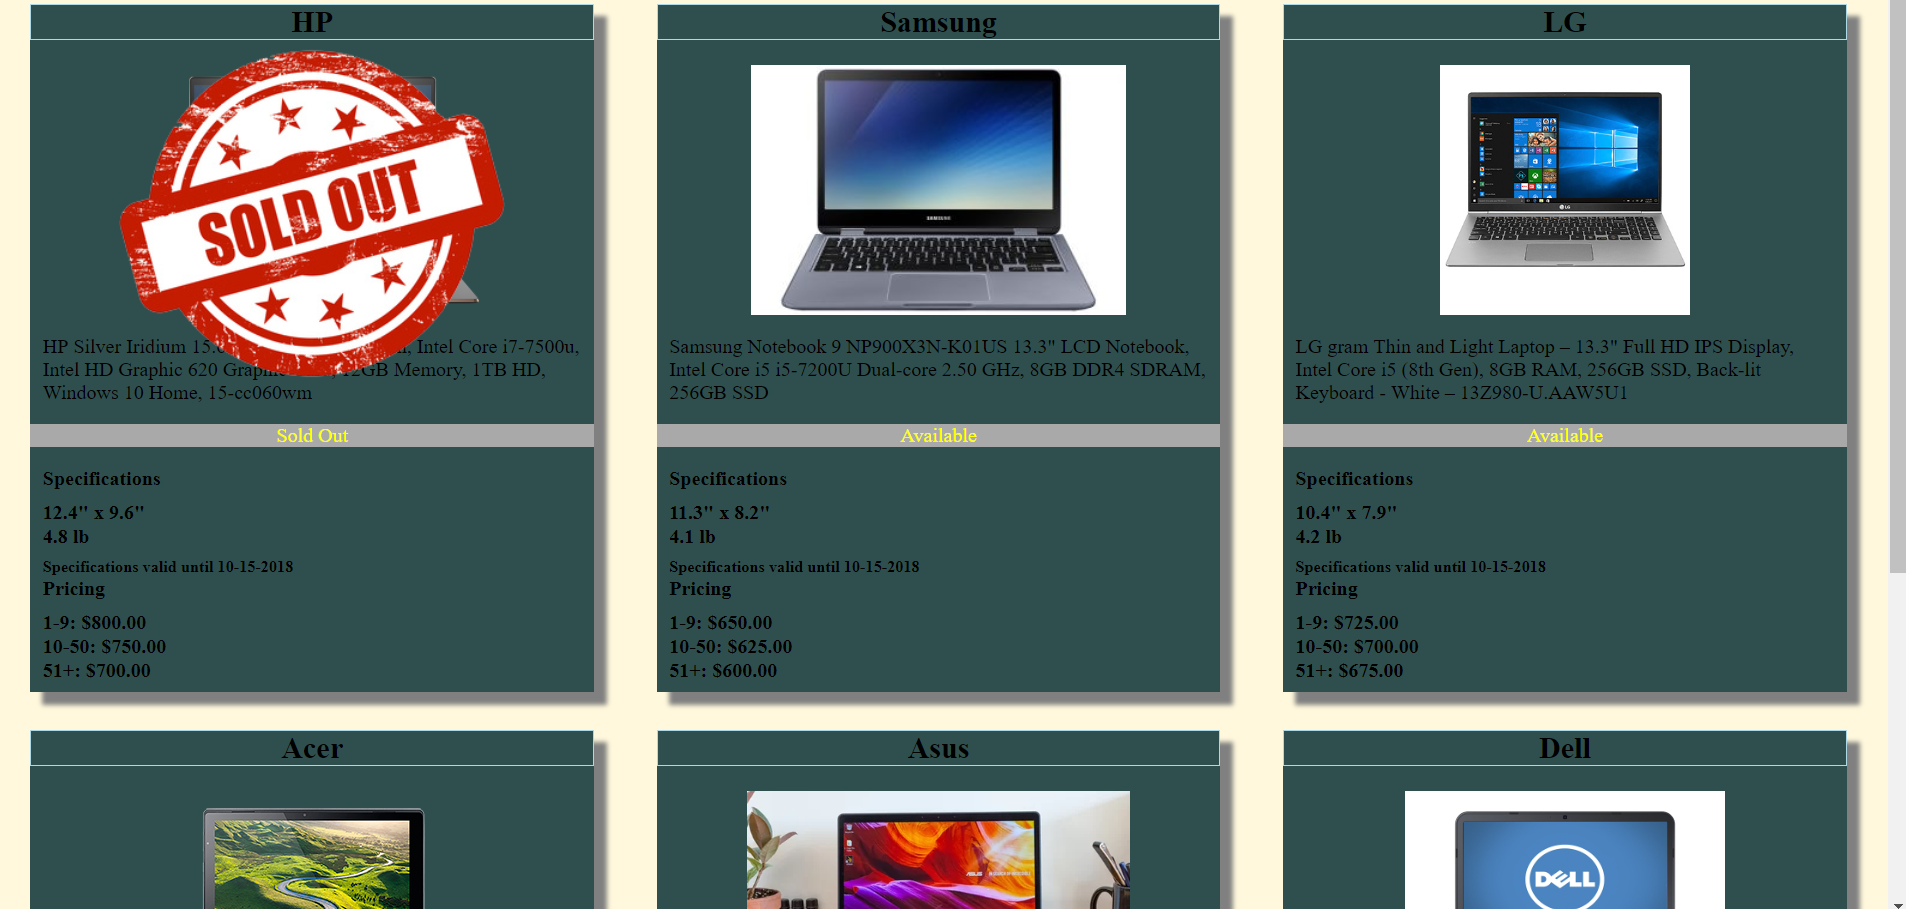 HP
SOLD OUT
HP Silver Iridium 15. Intel Core i7-7500u,
Intel HD Graphic 620 12GB Memory, 1TB HD,
Windows 10 Home, 15-cc060wm
Sold Out
Specifications
12.4" x 9.6"
4.8 lb
Specifications valid until 10-15-2018
Pricing
1-9: $800.00
10-50: $750.00
51+: $700.00
Samsung
SAMSUNG
Samsung Notebook 9 NP900X3N-K01US 13.3" LCD Notebook,
Intel Core i5 i5-7200U Dual-core 2.50 GHz, 8GB DDR4 SDRAM,
256GB SSD
Available
Specifications
11.3" x 8.2"
4.1 lb
Specifications valid until 10-15-2018
Pricing
1-9: $650.00
10-50: $625.00
51+: $600.00
LG
LG
LG gram Thin and Light Laptop – 13.3" Full HD IPS Display,
Intel Core i5 (8th Gen), 8GB RAM, 256GB SSD, Back-lit
Keyboard - White – 13Z980-U.AAW5U1
Available
Specifications
10.4" x 7.9"
4.2 lb
Specifications valid until 10-15-2018
Pricing
1-9: $725.00
10-50: $700.00
51+: $675.00
Acer
Asus
ASUS
Dell
DELL